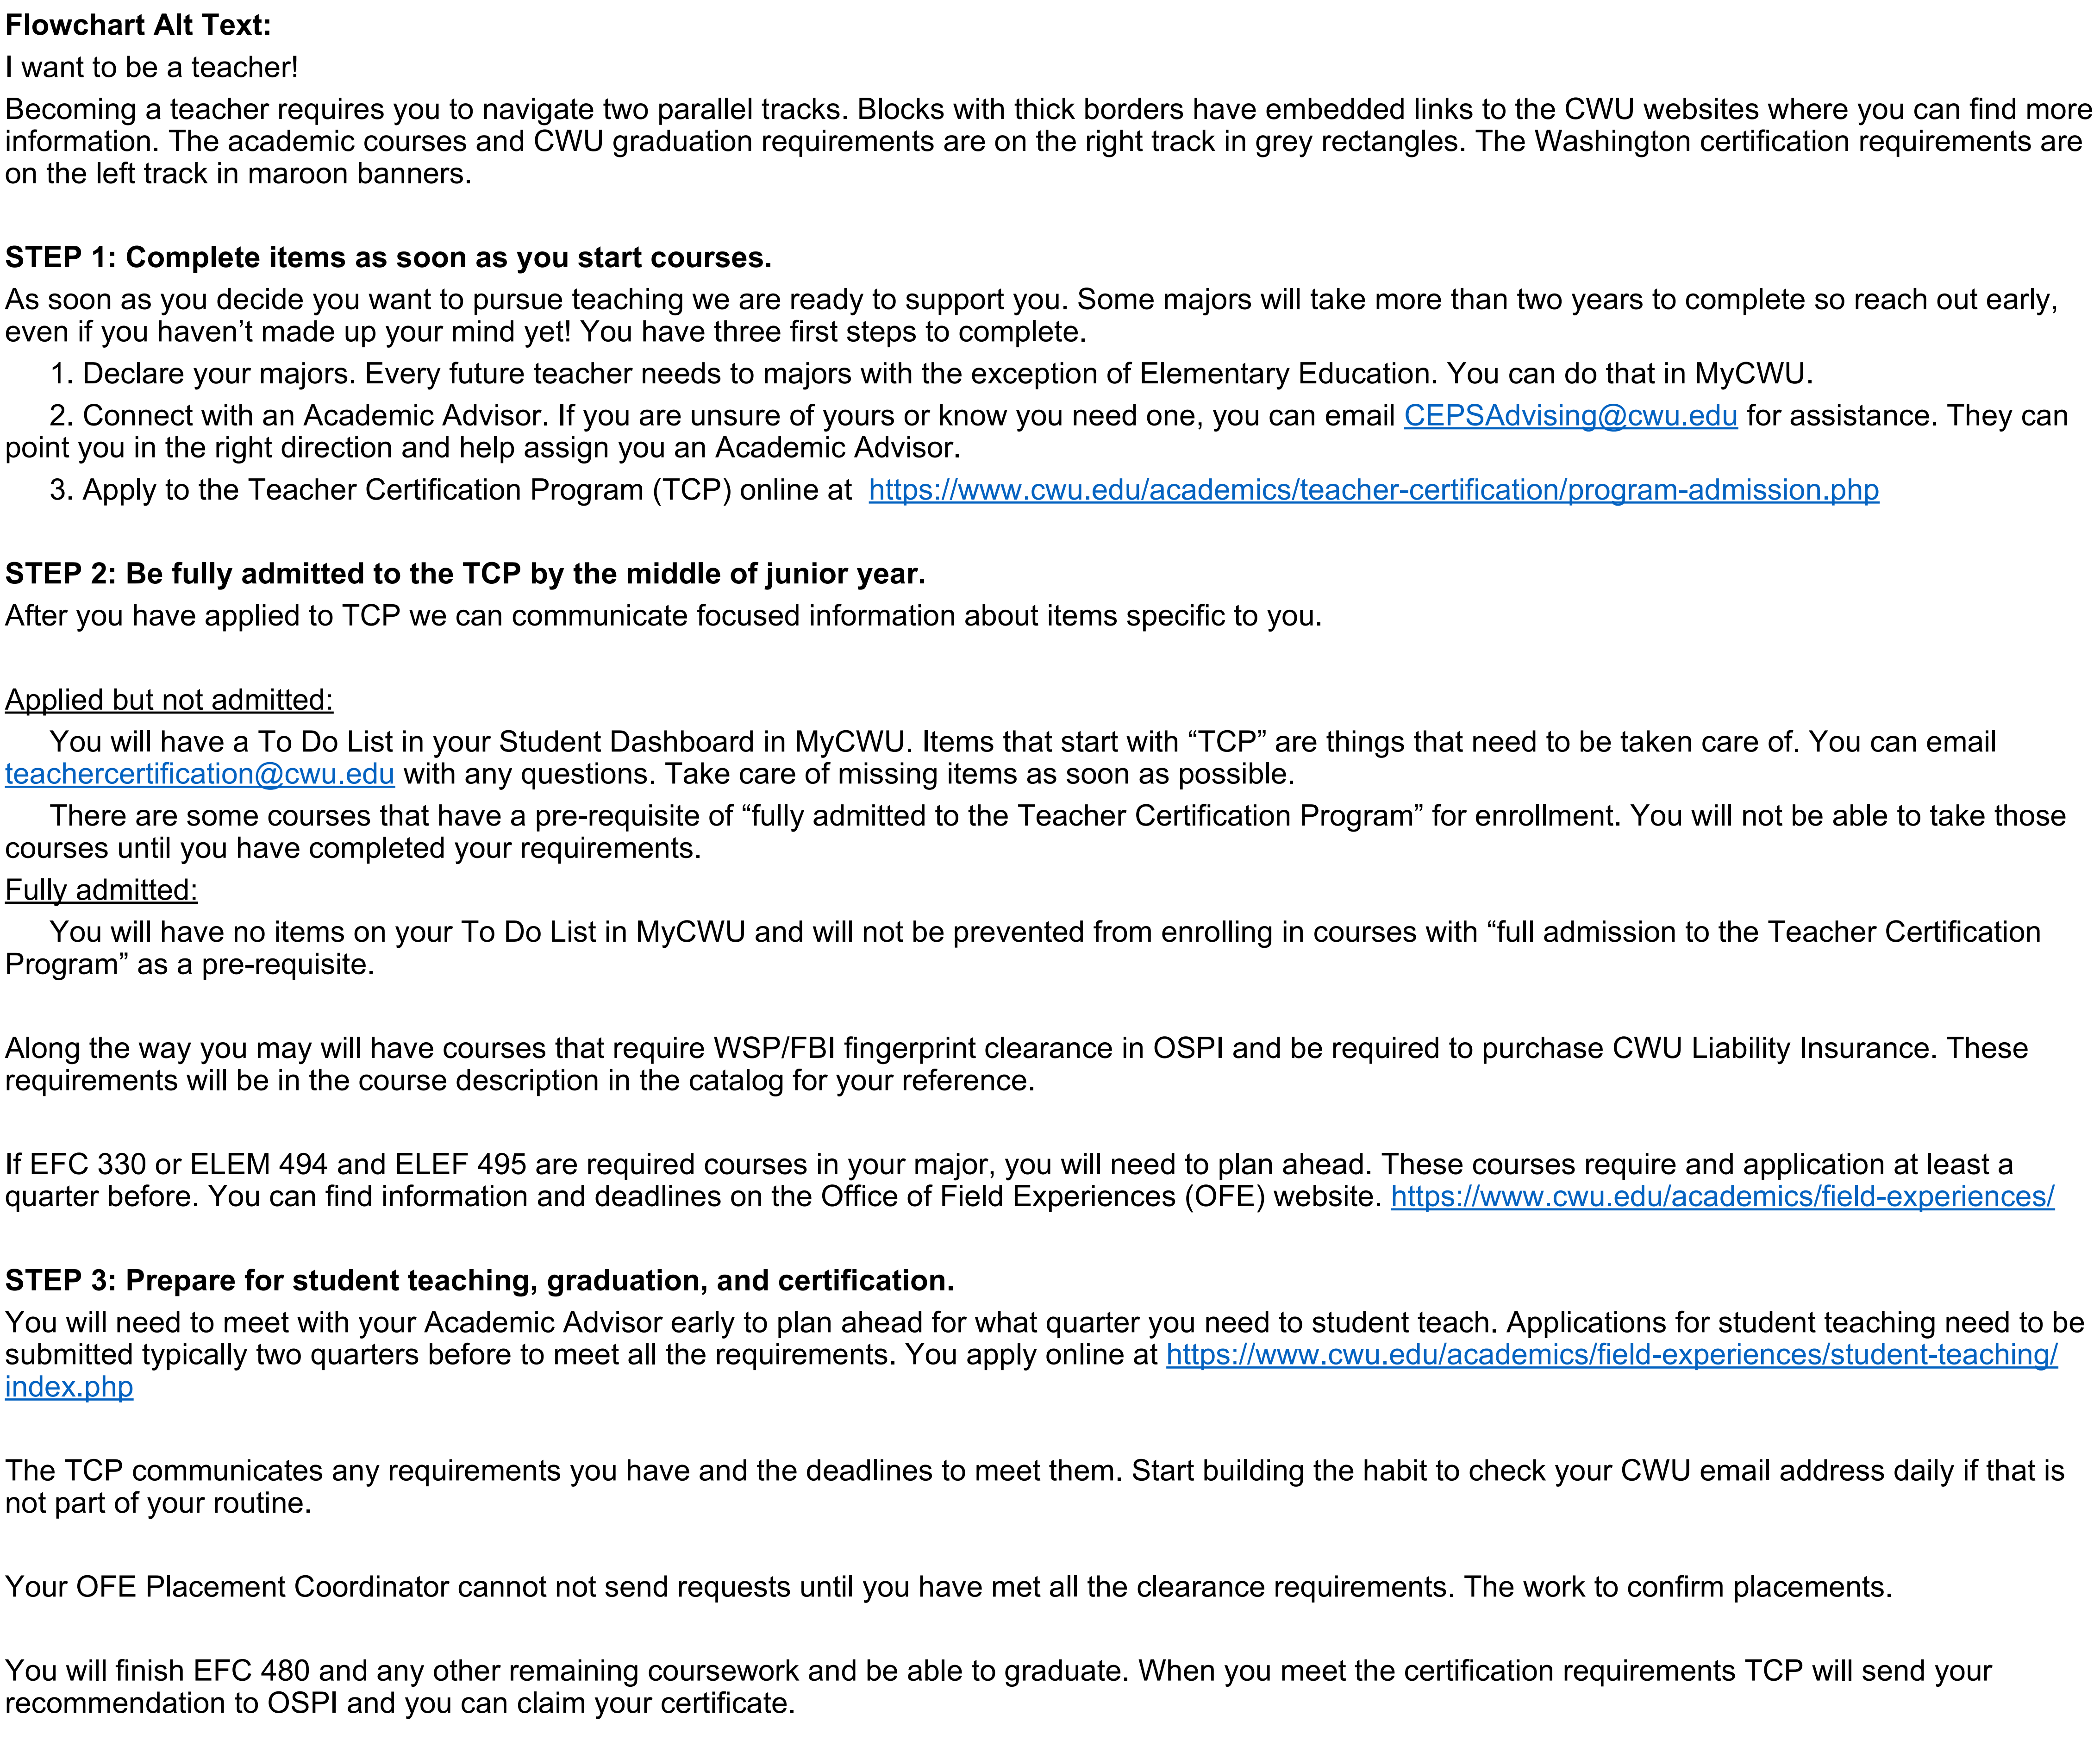 Flowchart Alt Text:
I want to be a teacher!
Becoming a teacher requires you to navigate two parallel tracks. Blocks with thick borders have embedded links to the CWU websites where you can find more
information. The academic courses and CWU graduation requirements are on the right track in grey rectangles. The Washington certification requirements are
on the left track in maroon banners.
STEP 1: Complete items as soon as you start courses.
As soon as you decide you want to pursue teaching we are ready to support you. Some majors will take more than two years to complete so reach out early,
even if you haven’t made up your mind yet! You have three first steps to complete.
1. Declare your majors. Every future teacher needs to majors with the exception of Elementary Education. You can do that in MyCWU.
2. Connect with an Academic Advisor. If you are unsure of yours or know you need one, you can email CEPSAdvising@cwu.edu for assistance. They can
point you in the right direction and help assign you an Academic Advisor.
3. Apply to the Teacher Certification Program (TCP) online at  https://www.cwu.edu/academics/teacher-certification/program-admission.php
STEP 2: Be fully admitted to the TCP by the middle of junior year.
After you have applied to TCP we can communicate focused information about items specific to you.
Applied but not admitted:
You will have a To Do List in your Student Dashboard in MyCWU. Items that start with “TCP” are things that need to be taken care of. You can email
teachercertification@cwu.edu with any questions. Take care of missing items as soon as possible.
There are some courses that have a pre-requisite of “fully admitted to the Teacher Certification Program” for enrollment. You will not be able to take those
courses until you have completed your requirements.
Fully admitted:
You will have no items on your To Do List in MyCWU and will not be prevented from enrolling in courses with “full admission to the Teacher Certification
Program” as a pre-requisite.
Along the way you may will have courses that require WSP/FBI fingerprint clearance in OSPI and be required to purchase CWU Liability Insurance. These
requirements will be in the course description in the catalog for your reference.
If EFC 330 or ELEM 494 and ELEF 495 are required courses in your major, you will need to plan ahead. These courses require and application at least a
quarter before. You can find information and deadlines on the Office of Field Experiences (OFE) website. https://www.cwu.edu/academics/field-experiences/
STEP 3: Prepare for student teaching, graduation, and certification.
You will need to meet with your Academic Advisor early to plan ahead for what quarter you need to student teach. Applications for student teaching need to be
submitted typically two quarters before to meet all the requirements. You apply online at https://www.cwu.edu/academics/field-experiences/student-teaching/
index.php
The TCP communicates any requirements you have and the deadlines to meet them. Start building the habit to check your CWU email address daily if that is
not part of your routine.
Your OFE Placement Coordinator cannot not send requests until you have met all the clearance requirements. The work to confirm placements.
You will finish EFC 480 and any other remaining coursework and be able to graduate. When you meet the certification requirements TCP will send your
recommendation to OSPI and you can claim your certificate.